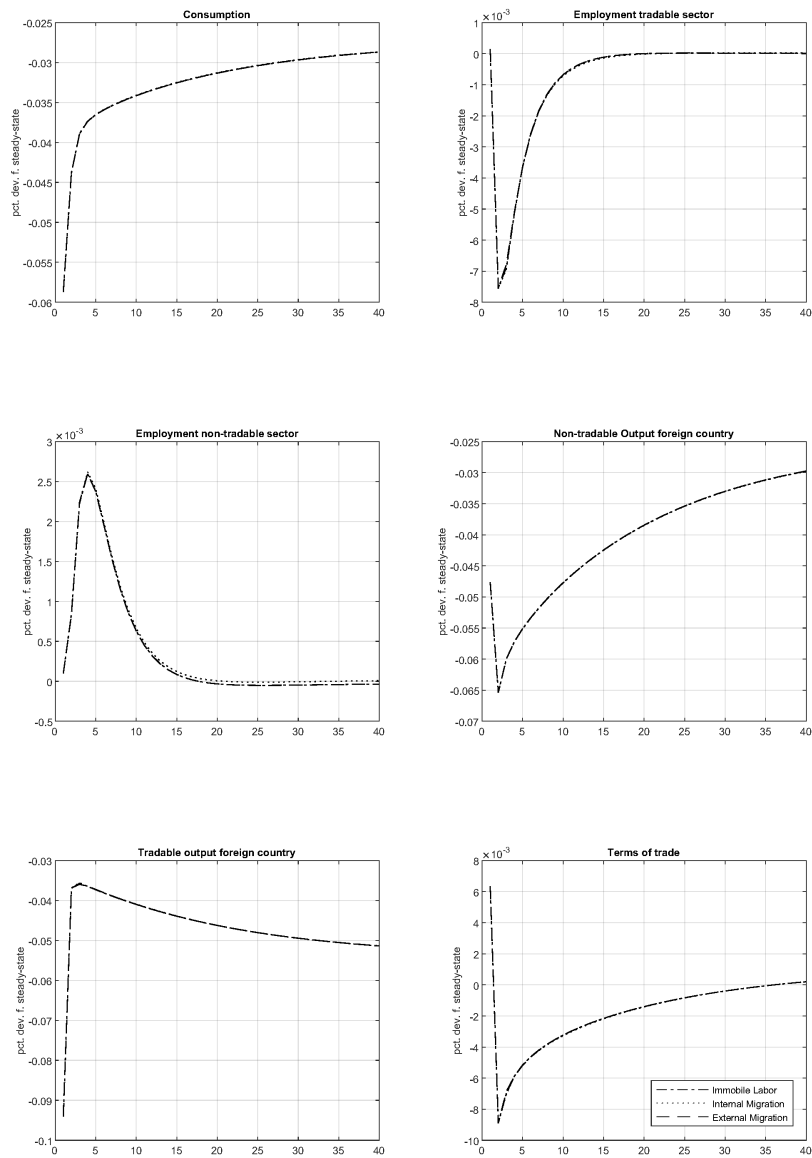 Consumption
pct. dev. f. steady-state
-0.025
-0.03
-0.035
-0.04
-0.045
-0.05
-0.055
-0.06
0 5 10 15 20 25 30 35 40
Employment tradable sector
×10-3
pct. dev. f. steady-state
1
0
-1
-2
-3
-4
-5
-6
-7
-8
0 5 10 15 20 25 30 35 40
Employment non-tradable sector
×10-3
pct. dev. f. steady-state
3
2.5
2
1.5
1
0.5
0
-0.5
0 5 10 15 20 25 30 35 40
Non-tradable Output foreign country
pct. dev. f. steady-state
-0.025
-0.03
-0.035
-0.04
-0.045
-0.05
-0.055
-0.06
-0.065
-0.07
0 5 10 15 20 25 30 35 40
Tradable output foreign country
pct. dev. f. steady-state
-0.03
-0.04
-0.05
-0.06
-0.07
-0.08
-0.09
-0.1
0 5 10 15 20 25 30 35 40
Terms of trade
×10-3
pct. dev. f. steady-state
8
6
4
2
0
-2
-4
-6
-8
-10
0 5 10 15 20 25 30 35 40
Immobile Labor
Internal Migration
External Migration